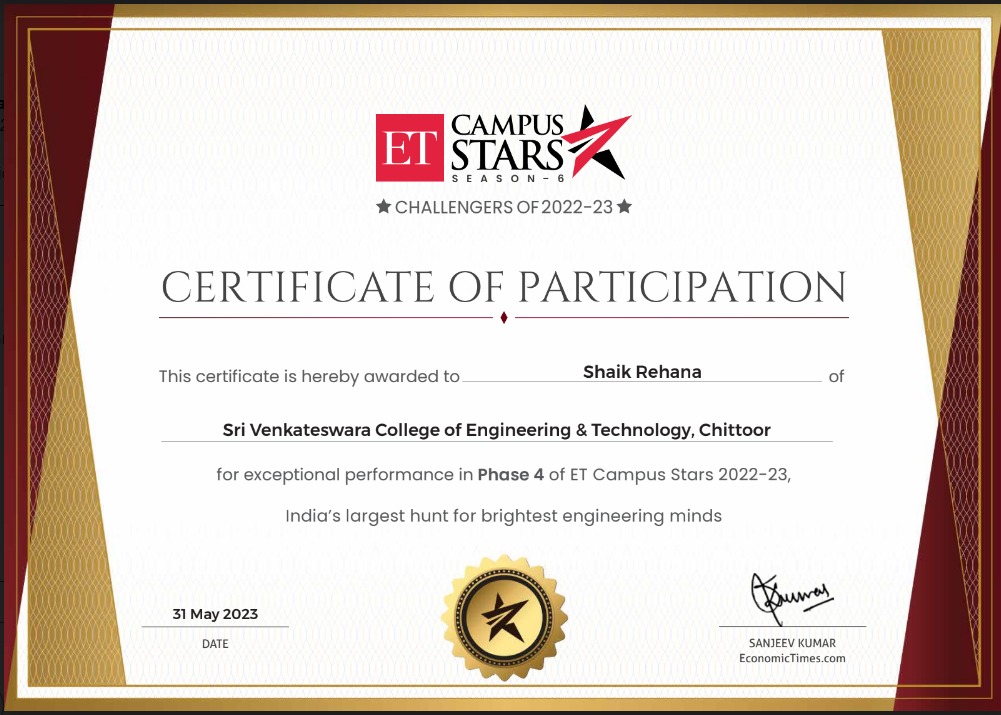 ET CAMPUS
STARS
SEASON-6
CHALLENGERS OF 2022-23
CERTIFICATE OF PARTICIPATION
This certificate is hereby awarded to Shaik Rehana of
Sri Venkateswara College of Engineering & Technology, Chittoor
for exceptional performance in Phase 4 of ET Campus Stars 2022-23,
India's largest hunt for brightest engineering minds
31 May 2023
DATE
SANJEEV KUMAR
EconomicTimes.com